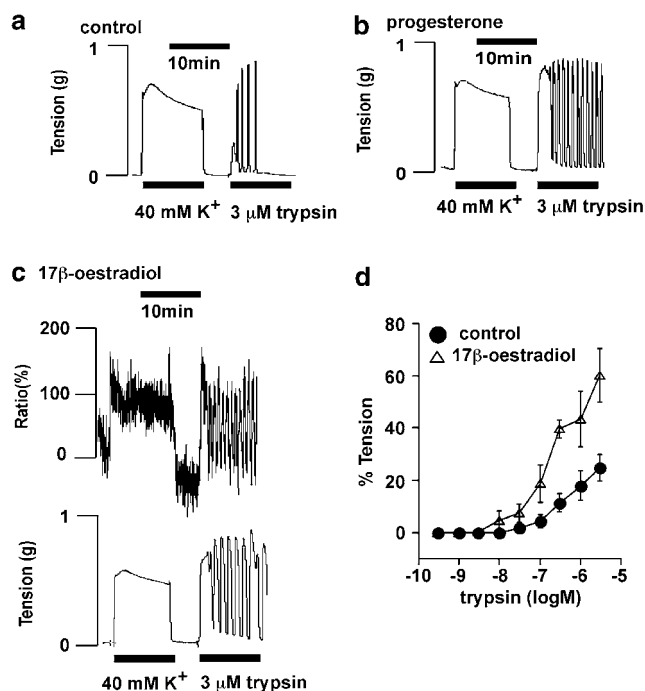 a
control
1
10min
Tension (g)
0
40 mM K+
3 μM trypsin
b
progesterone
1
10min
Tension (g)
0
40 mM K+
3 μM trypsin
c
17β-oestradiol
10min
200
100
0
Ratio(%)
1
Tension (g)
0
40 mM K+
3 μM trypsin
d
80
60
40
20
0
% Tension
control
17β-oestradiol
-10 -9 -8 -7 -6 -5
trypsin (logM)